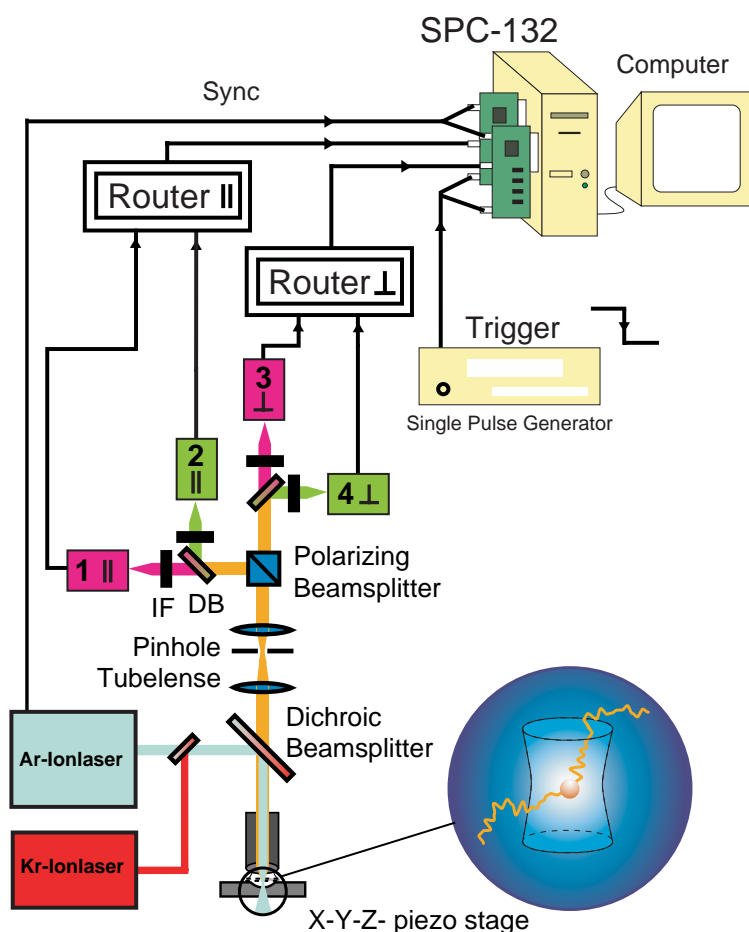 SPC-132
Computer
Sync
Router ||
Router ⊥
Trigger
Single Pulse Generator
3
⊥
2
||
4 ⊥
1 ||
IF
DB
Polarizing
Beamsplitter
Pinhole
Tubelense
Dichroic
Beamsplitter
Ar-Ionlaser
Kr-Ionlaser
X-Y-Z- piezo stage